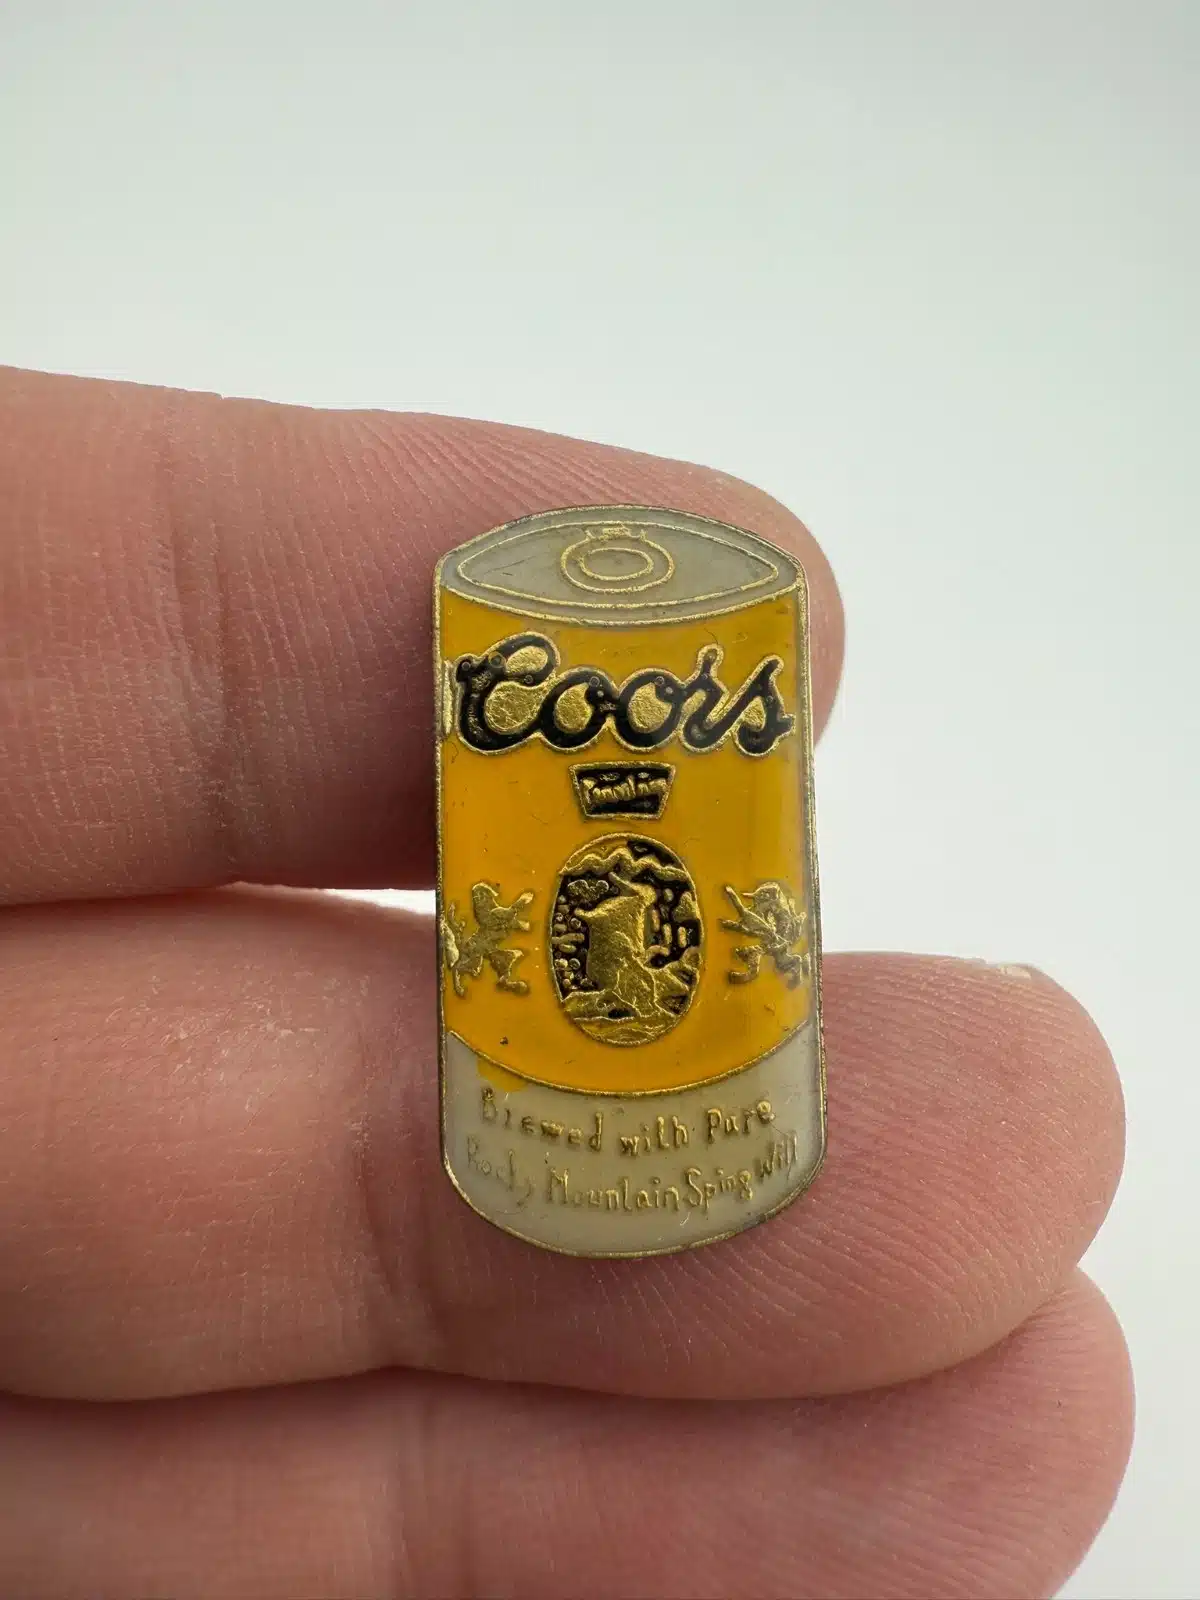 Coors
Brewed with Pure
Rocky Mountain Sping Will